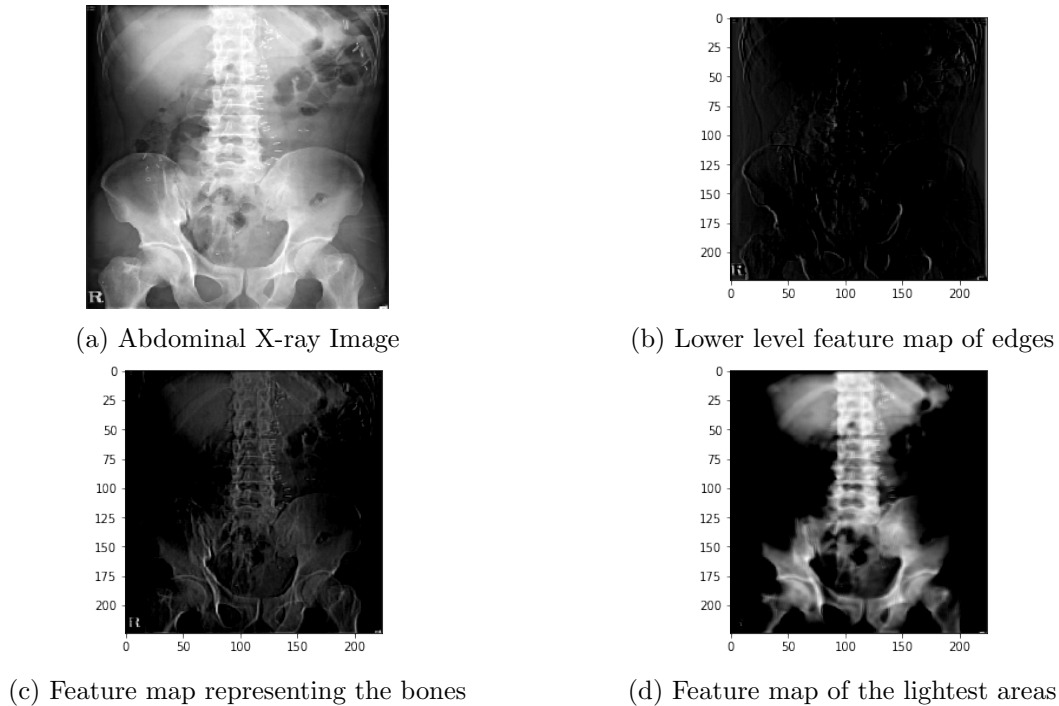 R
(a) Abdominal X-ray Image
0
25
50
75
100
125
150
175
200
R
0 50 100 150 200
(b) Lower level feature map of edges
0
25
50
75
100
125
150
175
200
R
0 50 100 150 200
(c) Feature map representing the bones
0
25
50
75
100
125
150
175
200
0 50 100 150 200
(d) Feature map of the lightest areas